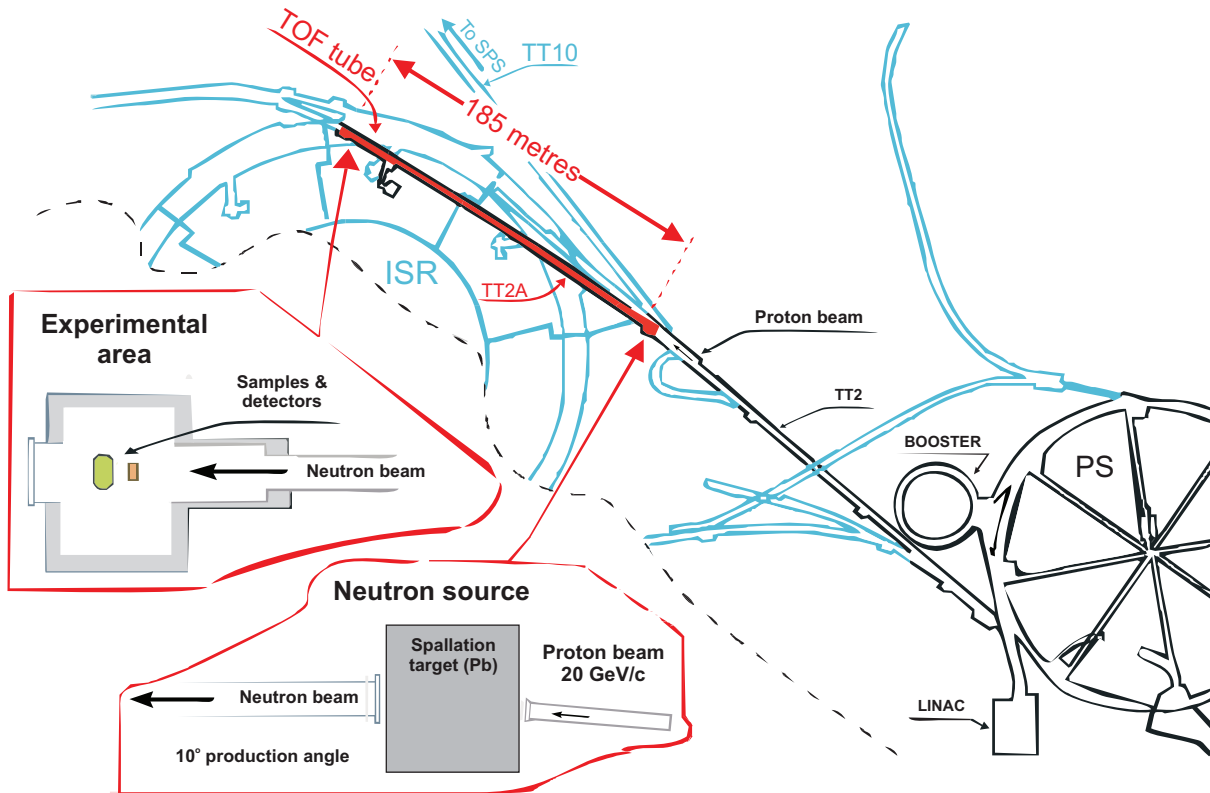 To SPS
TT10
TOF tube
185 metres
ISR
TT2A
Proton beam
TT2
BOOSTER
PS
LINAC
Experimental
area
Samples &
detectors
Neutron beam
Neutron source
Spallation
target (Pb)
Proton beam
20 GeV/c
Neutron beam
10° production angle